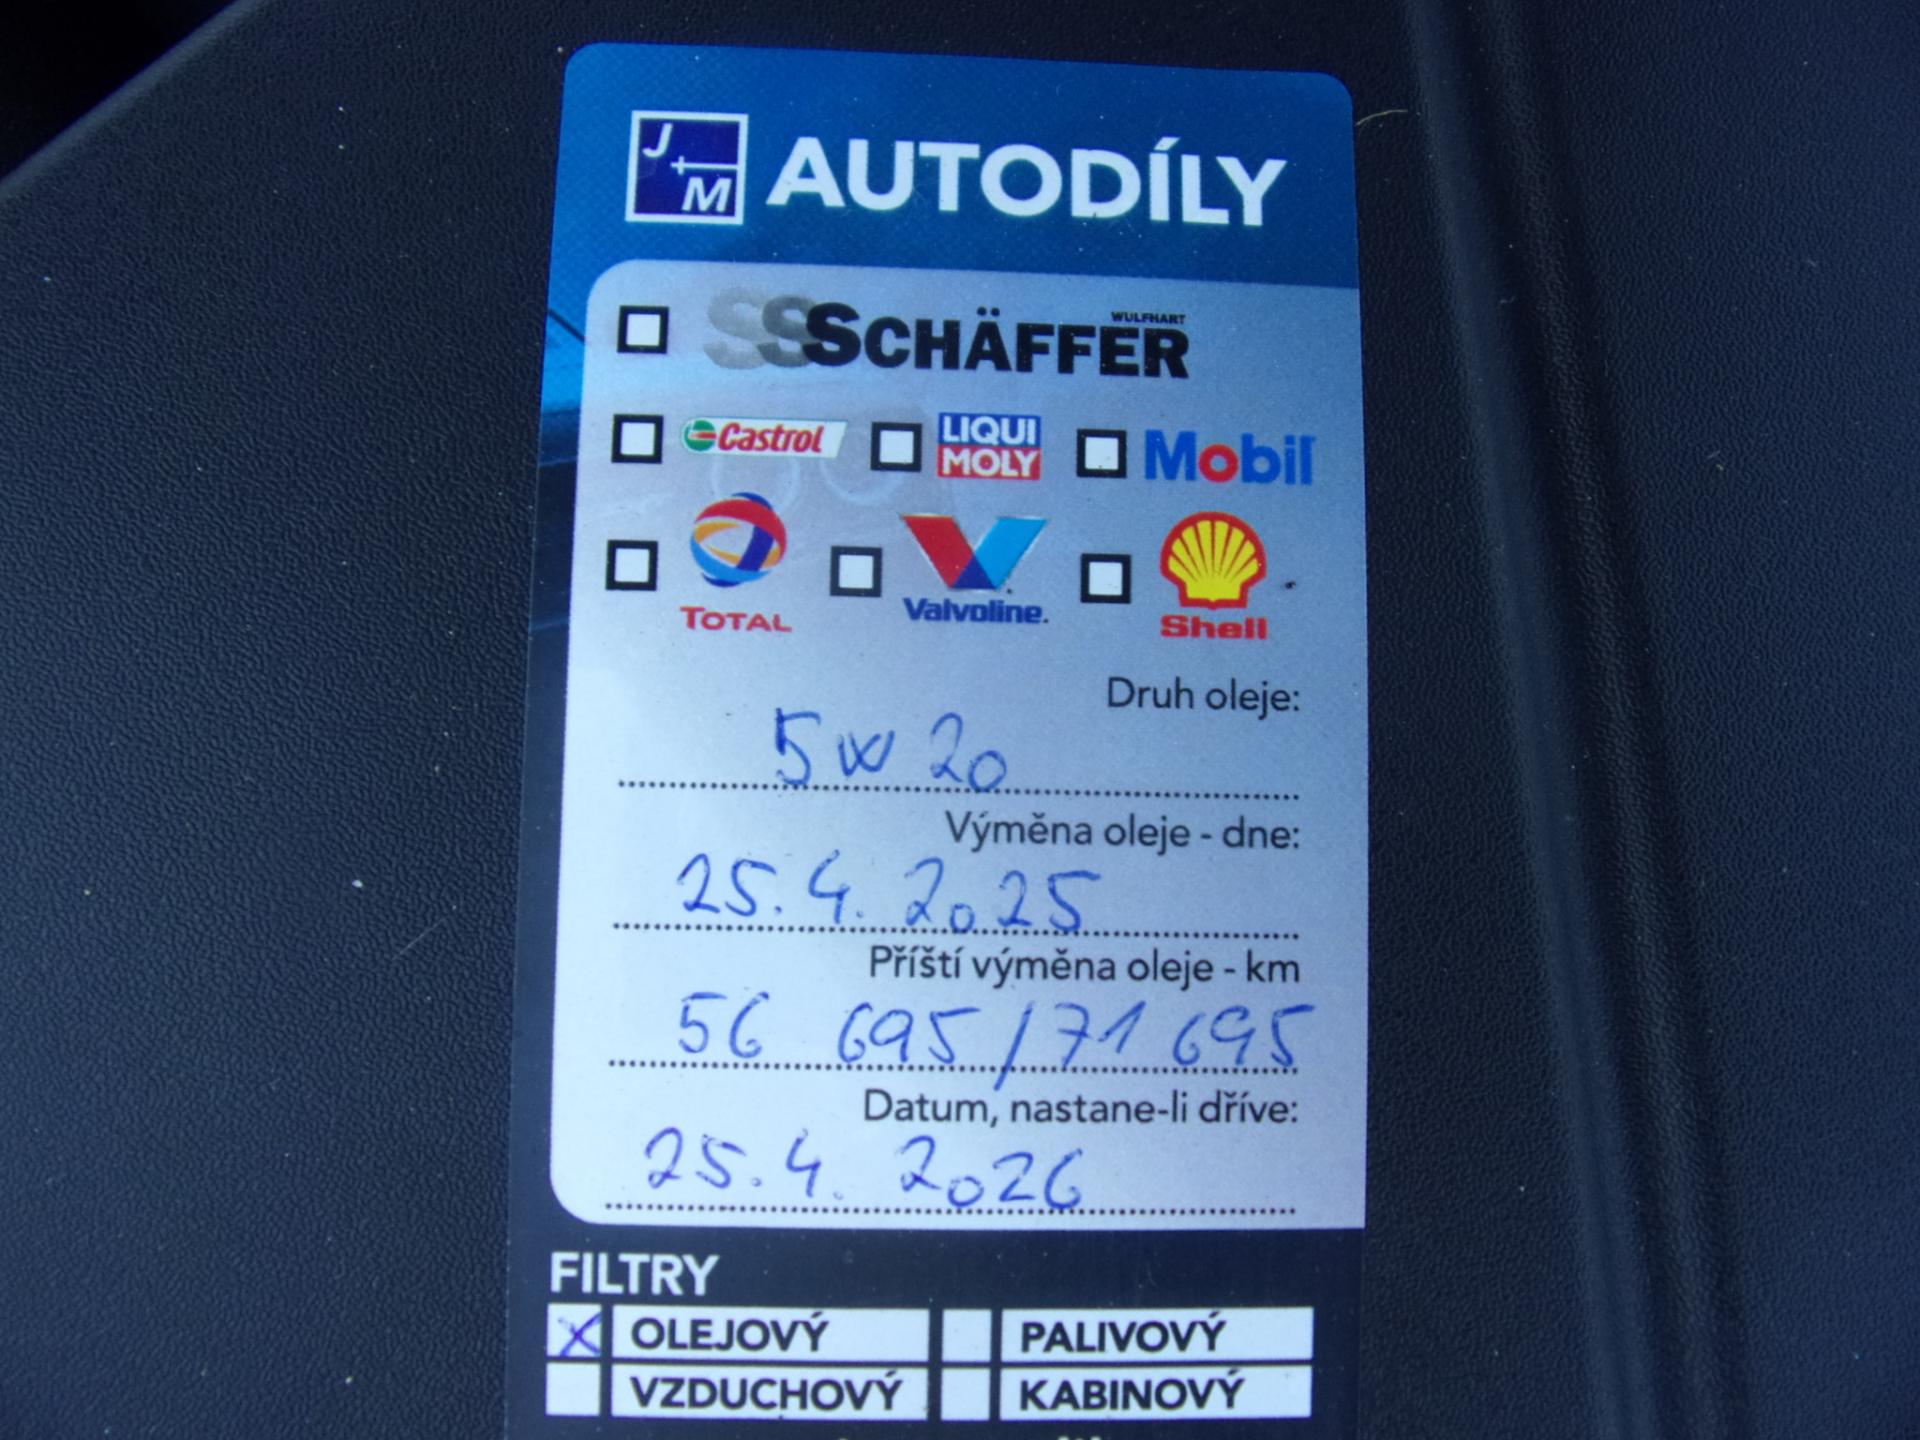 J+M AUTODÍLY
SSSCHÄFFER WULFHART
Castrol LIQUI MOLY Mobil
TOTAL Valvoline. Shell
Druh oleje:
5W20
Výměna oleje - dne:
25.4.2025
Příští výměna oleje - km
56 695/71 695
Datum, nastane-li dříve:
25.4.2026
FILTRY
X OLEJOVÝ PALIVOVÝ
VZDUCHOVÝ KABINOVÝ